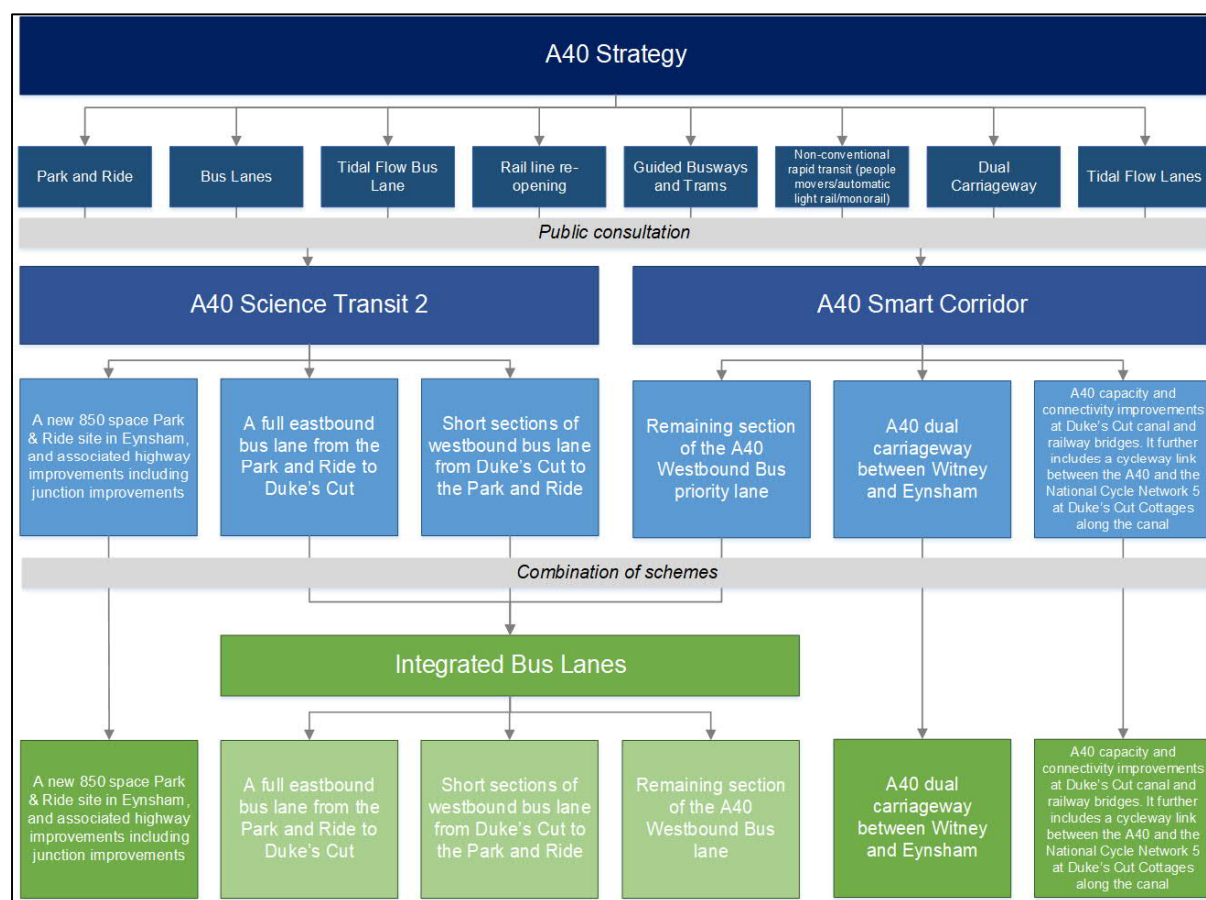 A40 Strategy
Park and Ride
Bus Lanes
Tidal Flow Bus
Lane
Rail line re-
opening
Guided Busways
and Trams
Non-conventional
rapid transit (people
movers/automatic
light rail/monorail)
Dual
Carriageway
Tidal Flow Lanes
Public consultation
A40 Science Transit 2
A40 Smart Corridor
A new 850 space Park
& Ride site in Eynsham,
and associated highway
improvements including
junction improvements
A full eastbound
bus lane from the
Park and Ride to
Duke's Cut
Short sections of
westbound bus lane
from Duke's Cut to
the Park and Ride
Remaining section
of the A40
Westbound Bus
priority lane
A40 dual
carriageway
between Witney
and Eynsham
A40 capacity and
connectivity improvements
at Duke's Cut canal and
railway bridges. It further
includes a cycleway link
between the A40 and the
National Cycle Network 5
at Duke's Cut Cottages
along the canal
Combination of schemes
Integrated Bus Lanes
A new 850 space Park
& Ride site in Eynsham,
and associated highway
improvements including
junction improvements
A full eastbound
bus lane from the
Park and Ride to
Duke's Cut
Short sections of
westbound bus lane
from Duke's Cut to
the Park and Ride
Remaining section
of the A40
Westbound Bus
lane
A40 dual
carriageway
between Witney
and Eynsham
A40 capacity and
connectivity improvements
at Duke's Cut canal and
railway bridges. It further
includes a cycleway link
between the A40 and the
National Cycle Network 5
at Duke's Cut Cottages
along the canal